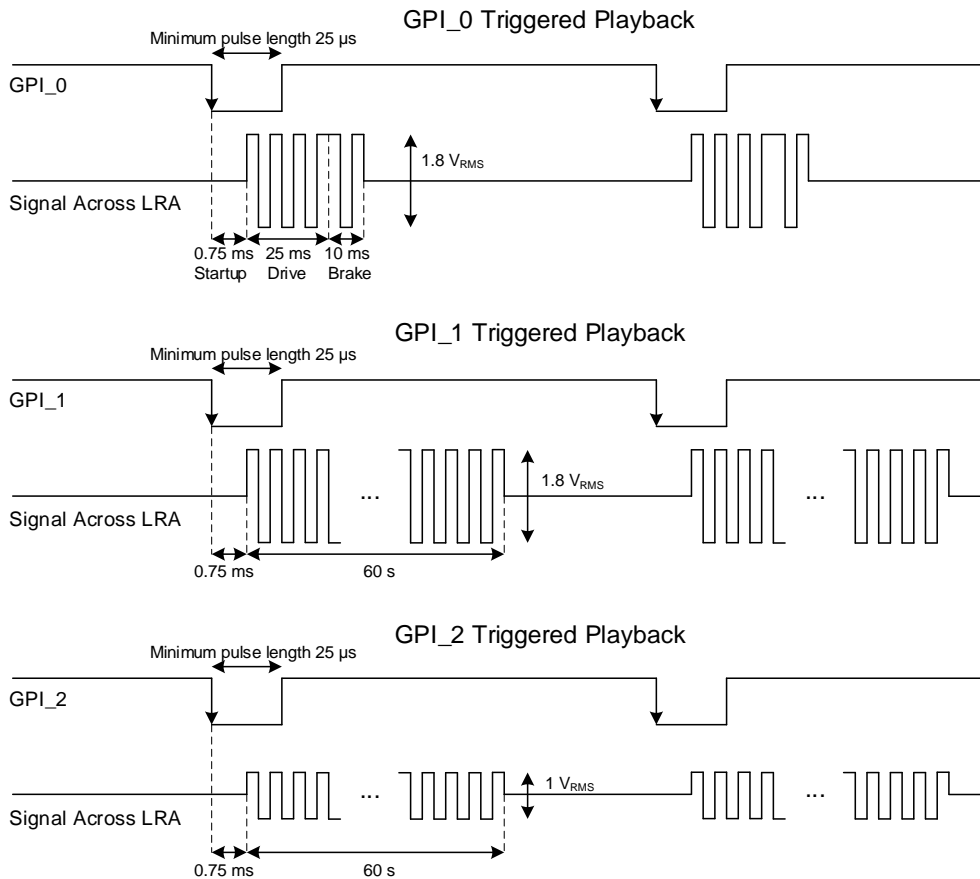 GPI_0 Triggered Playback
Minimum pulse length 25 µs
GPI_0
1.8 VRMS
Signal Across LRA
0.75 ms 25 ms 10 ms
Startup Drive Brake
GPI_1 Triggered Playback
Minimum pulse length 25 µs
GPI_1
... ...
1.8 VRMS
Signal Across LRA
0.75 ms 60 s
GPI_2 Triggered Playback
Minimum pulse length 25 µs
GPI_2
... 1 VRMS ...
Signal Across LRA
0.75 ms 60 s